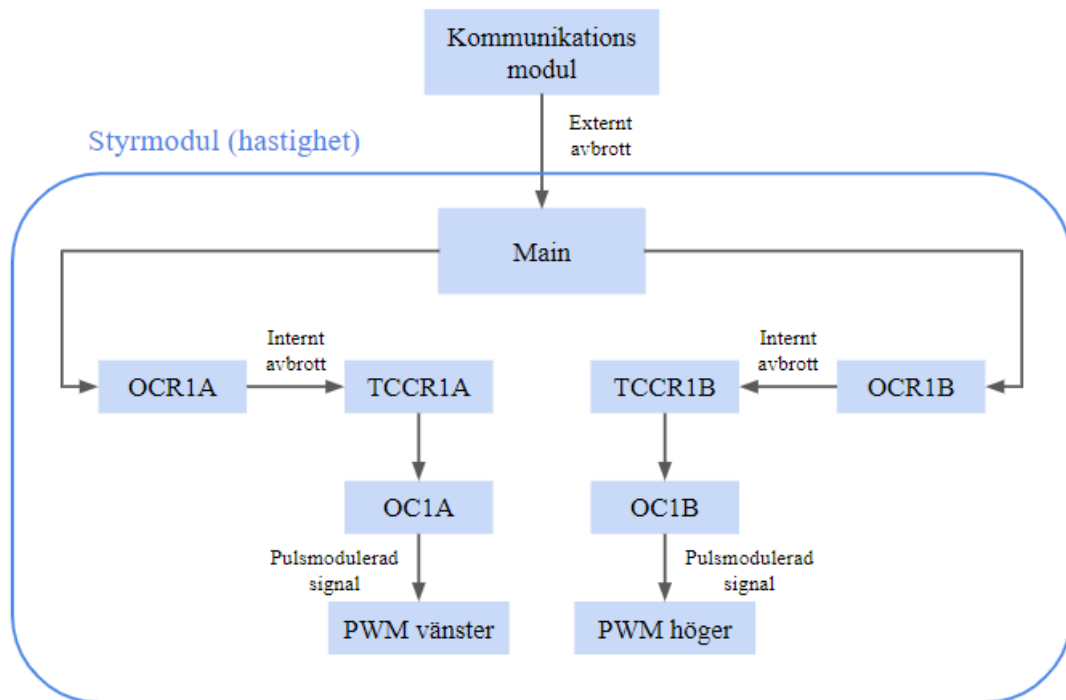 Kommunikations
modul
Externt
avbrott
Styrmodul (hastighet)
Main
Internt
avbrott
Internt
avbrott
OCR1A
TCCR1A
TCCR1B
OCR1B
OC1A
OC1B
Pulsmodulerad
signal
Pulsmodulerad
signal
PWM vänster
PWM höger